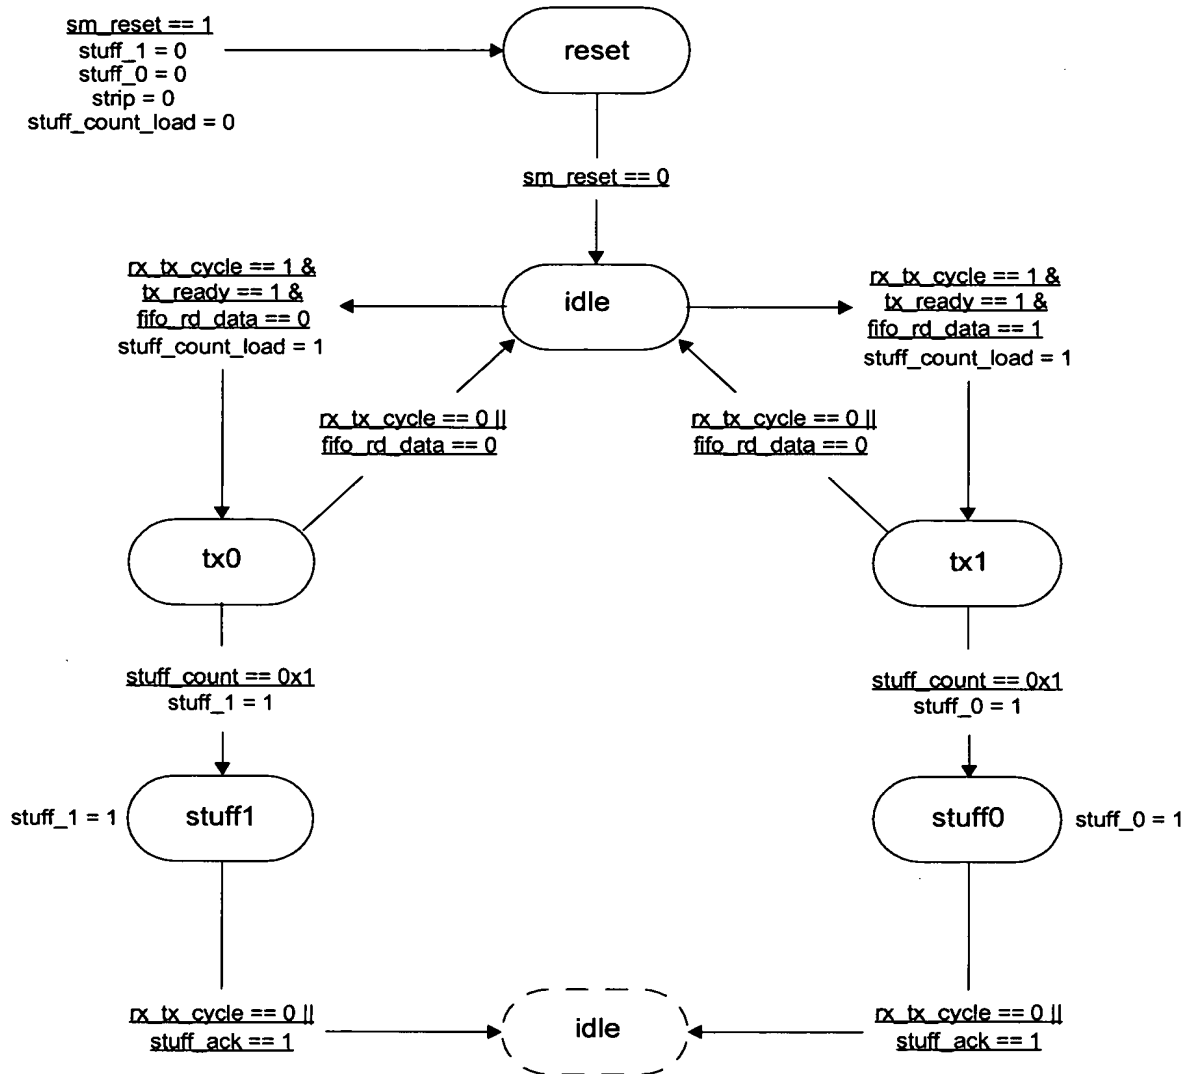 sm_reset == 1
stuff_1 = 0
stuff_0 = 0
strip = 0
stuff_count_load = 0
reset
sm_reset == 0
idle
rx_tx_cycle == 1 &
tx_ready == 1 &
fifo_rd_data == 0
stuff_count_load = 1
rx_tx_cycle == 1 &
tx_ready == 1 &
fifo_rd_data == 1
stuff_count_load = 1
rx_tx_cycle == 0 ||
fifo_rd_data == 0
rx_tx_cycle == 0 ||
fifo_rd_data == 0
tx0
tx1
stuff_count == 0x1
stuff_1 = 1
stuff_count == 0x1
stuff_0 = 1
stuff_1 = 1
stuff1
stuff0
stuff_0 = 1
rx_tx_cycle == 0 ||
stuff_ack == 1
idle
rx_tx_cycle == 0 ||
stuff_ack == 1